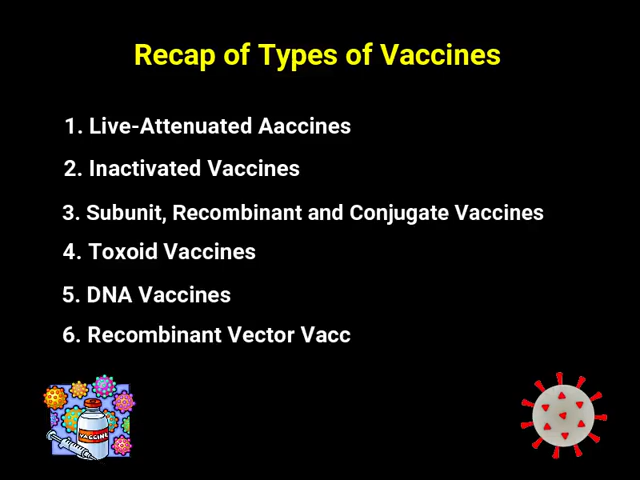 Recap of Types of Vaccines
1. Live-Attenuated Aaccines
2. Inactivated Vaccines
3. Subunit, Recombinant and Conjugate Vaccines
4. Toxoid Vaccines
5. DNA Vaccines
6. Recombinant Vector Vacc
VACCINE